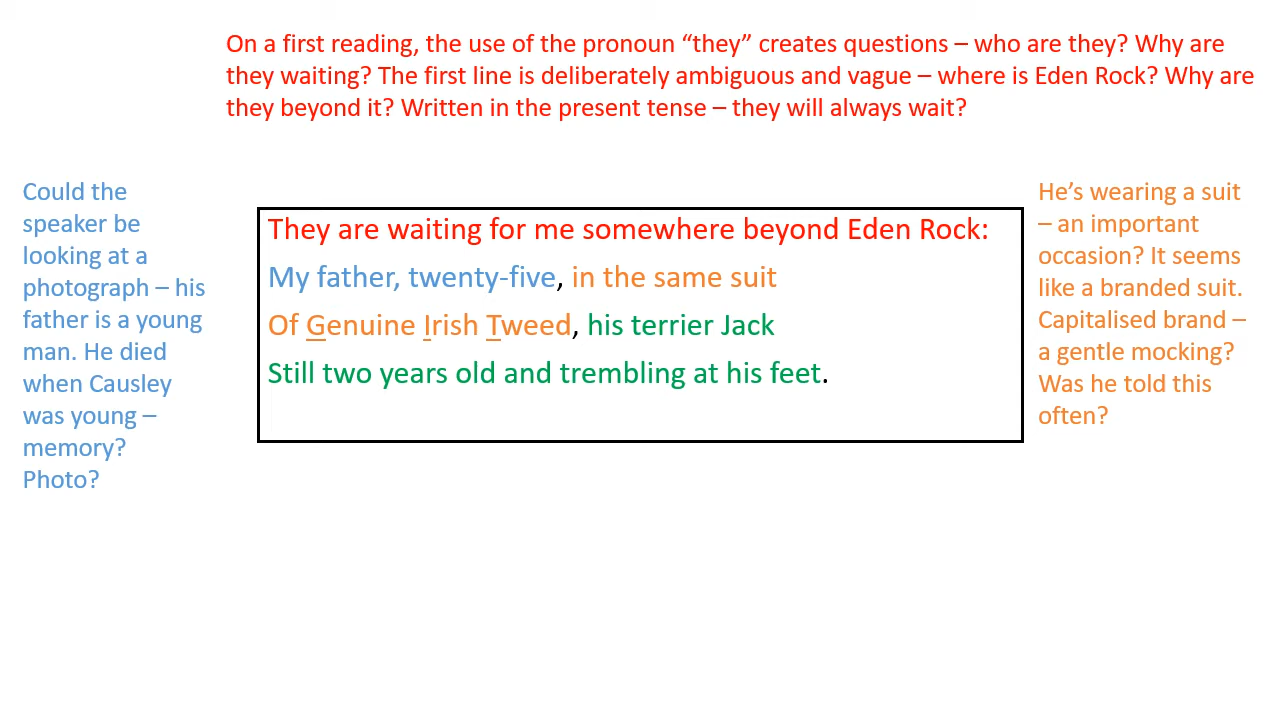 On a first reading, the use of the pronoun “they” creates questions – who are they? Why are
they waiting? The first line is deliberately ambiguous and vague – where is Eden Rock? Why are
they beyond it? Written in the present tense – they will always wait?
Could the
speaker be
looking at a
photograph – his
father is a young
man. He died
when Causley
was young –
memory?
Photo?
They are waiting for me somewhere beyond Eden Rock:
My father, twenty-five, in the same suit
Of Genuine Irish Tweed, his terrier Jack
Still two years old and trembling at his feet.
He’s wearing a suit
– an important
occasion? It seems
like a branded suit.
Capitalised brand –
a gentle mocking?
Was he told this
often?